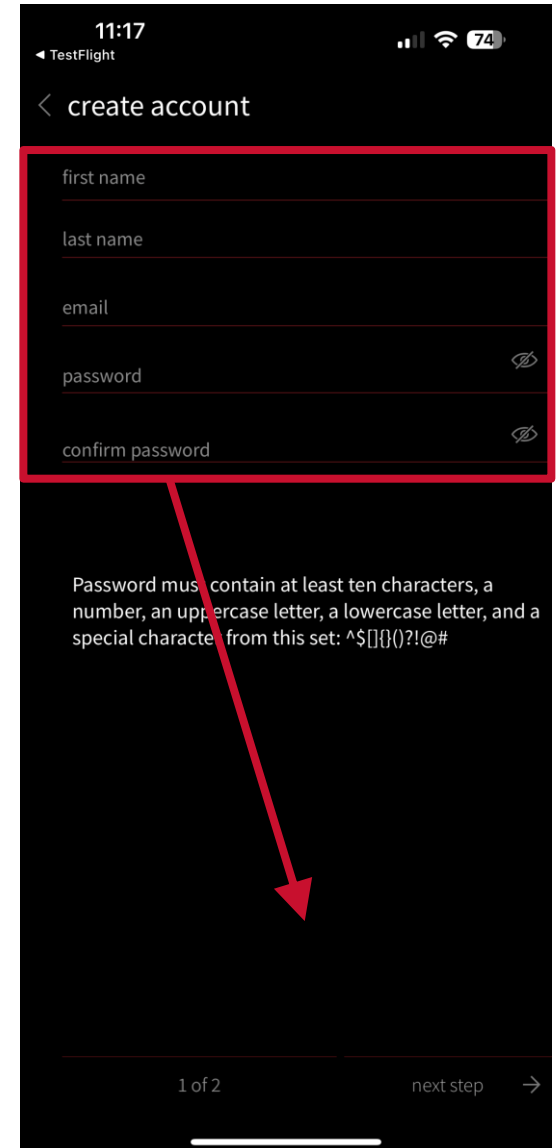 11:17
◀ TestFlight
74
create account
first name
last name
email
password
confirm password
Password must contain at least ten characters, a
number, an uppercase letter, a lowercase letter, and a
special character from this set: ^$[]{}()?!@#
1 of 2
next step →